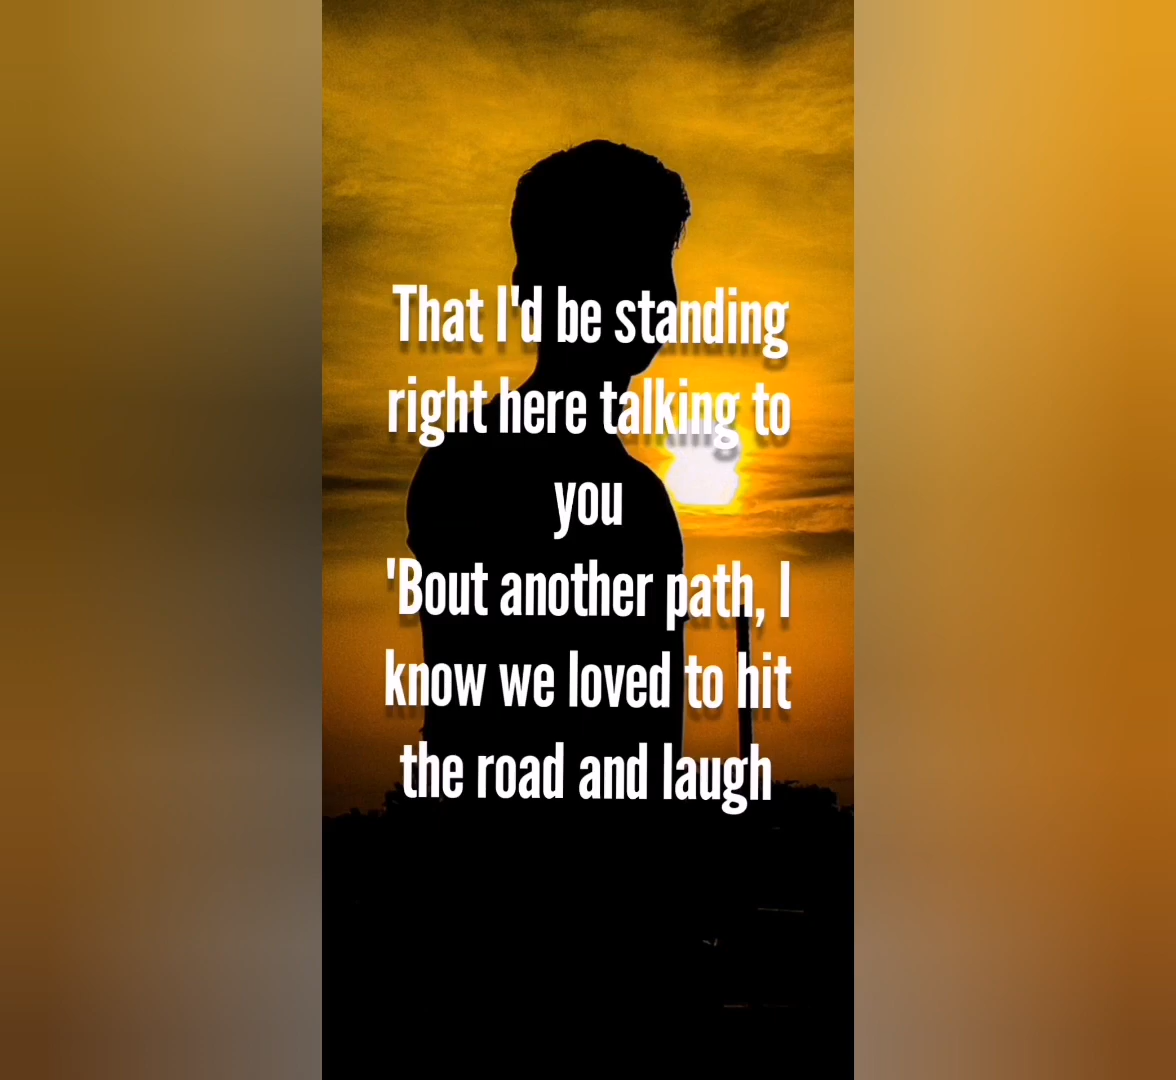 That I'd be standing
right here talking to
you
'Bout another path, I
know we loved to hit
the road and laugh